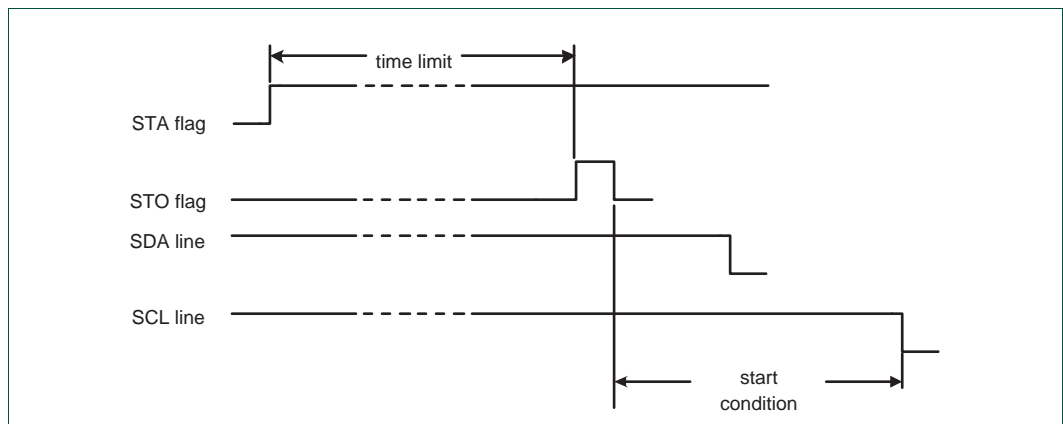 time limit
STA flag
STO flag
SDA line
SCL line
start
condition